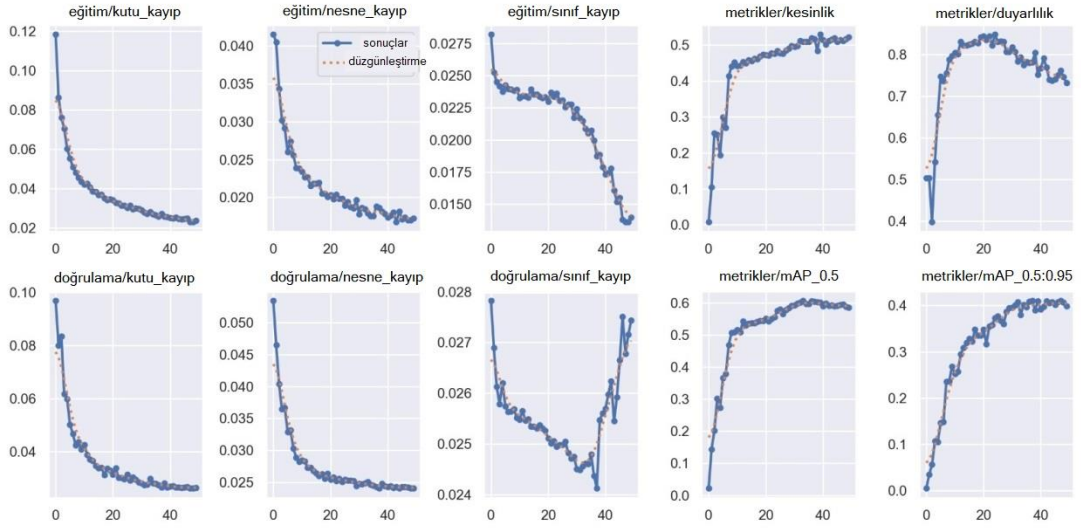 eğitim/kutu_kayıp
eğitim/nesne_kayıp
eğitim/sınıf_kayıp
metrikler/kesinlik
metrikler/duyarlılık
0.12
0.10
0.08
0.06
0.04
0.02
0 20 40
0.040
0.035
0.030
0.025
0.020
sonuçlar
düzgünleştirme
0 20 40
0.0275
0.0250
0.0225
0.0200
0.0175
0.0150
0 20 40
0.5
0.4
0.3
0.2
0.1
0.0
0 20 40
0.8
0.7
0.6
0.5
0.4
0 20 40
doğrulama/kutu_kayıp
doğrulama/nesne_kayıp
doğrulama/sınıf_kayıp
metrikler/mAP_0.5
metrikler/mAP_0.5:0.95
0.10
0.08
0.06
0.04
0 20 40
0.050
0.045
0.040
0.035
0.030
0.025
0 20 40
0.028
0.027
0.026
0.025
0.024
0 20 40
0.6
0.5
0.4
0.3
0.2
0.1
0.0
0 20 40
0.4
0.3
0.2
0.1
0.0
0 20 40